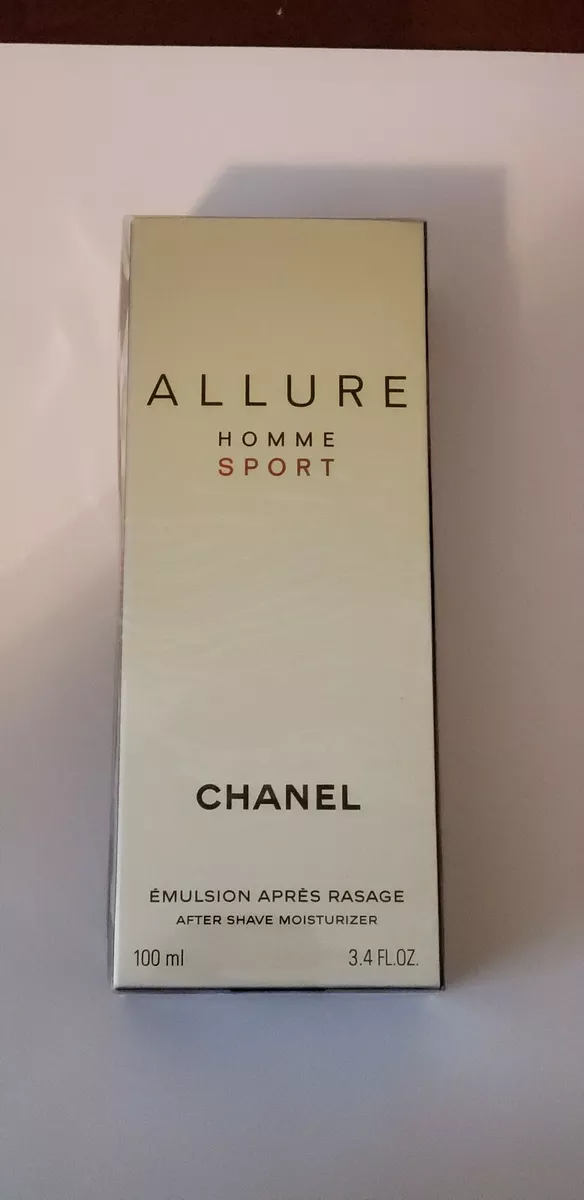 ALLURE
HOMME
SPORT
CHANEL
ÉMULSION APRÈS RASAGE
AFTER SHAVE MOISTURIZER
100 ml 3.4 FL.OZ.